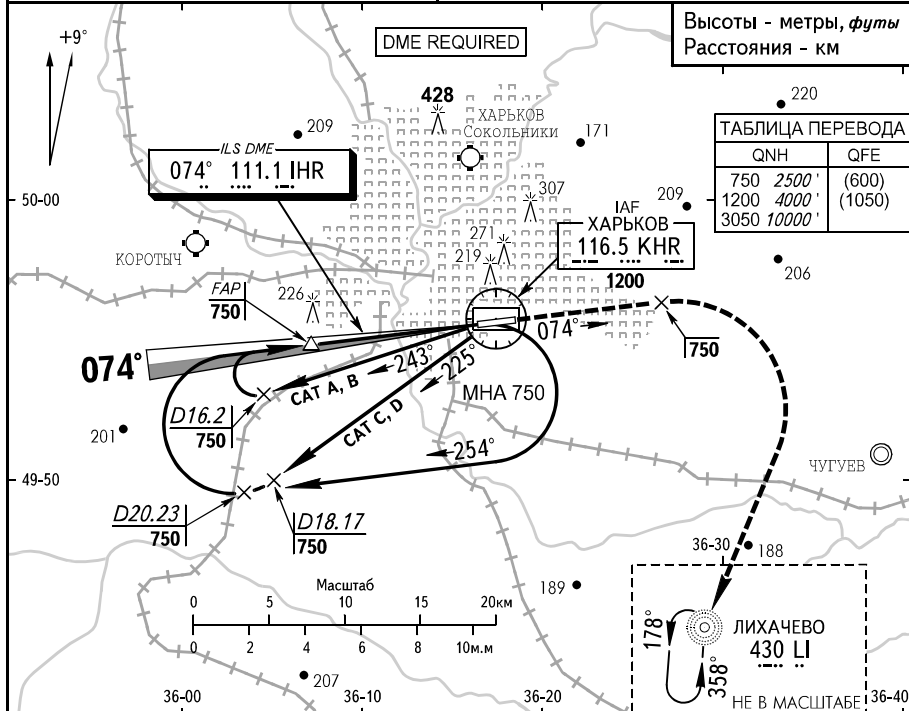 Высоты - метры, футы
Расстояния - км
+9°
DME REQUIRED
428
220
ХАРЬКОВ
Сокольники
209
171
ТАБЛИЦА ПЕРЕВОДА
QNH QFE
750 2500' (600)
1200 4000' (1050)
3050 10000'
ILS DME
074° 111.1 IHR
50-00
307
209
IAF
ХАРЬКОВ
116.5 KHR
1200
271
219
206
КОРОТЫЧ
FAP
750
226
074°
750
074°
243°
225°
CAT A, B
CAT C, D
MHA 750
D16.2
750
201
254°
ЧУГУЕВ
49-50
D20.23
750
D18.17
750
36-30
188
Масштаб
0 5 10 15 20км
0 2 4 6 8 10м.м
189
178°
358°
ЛИХАЧЕВО
430 LI
НЕ В МАСШТАБЕ
207
36-00 36-10 36-20 36-40